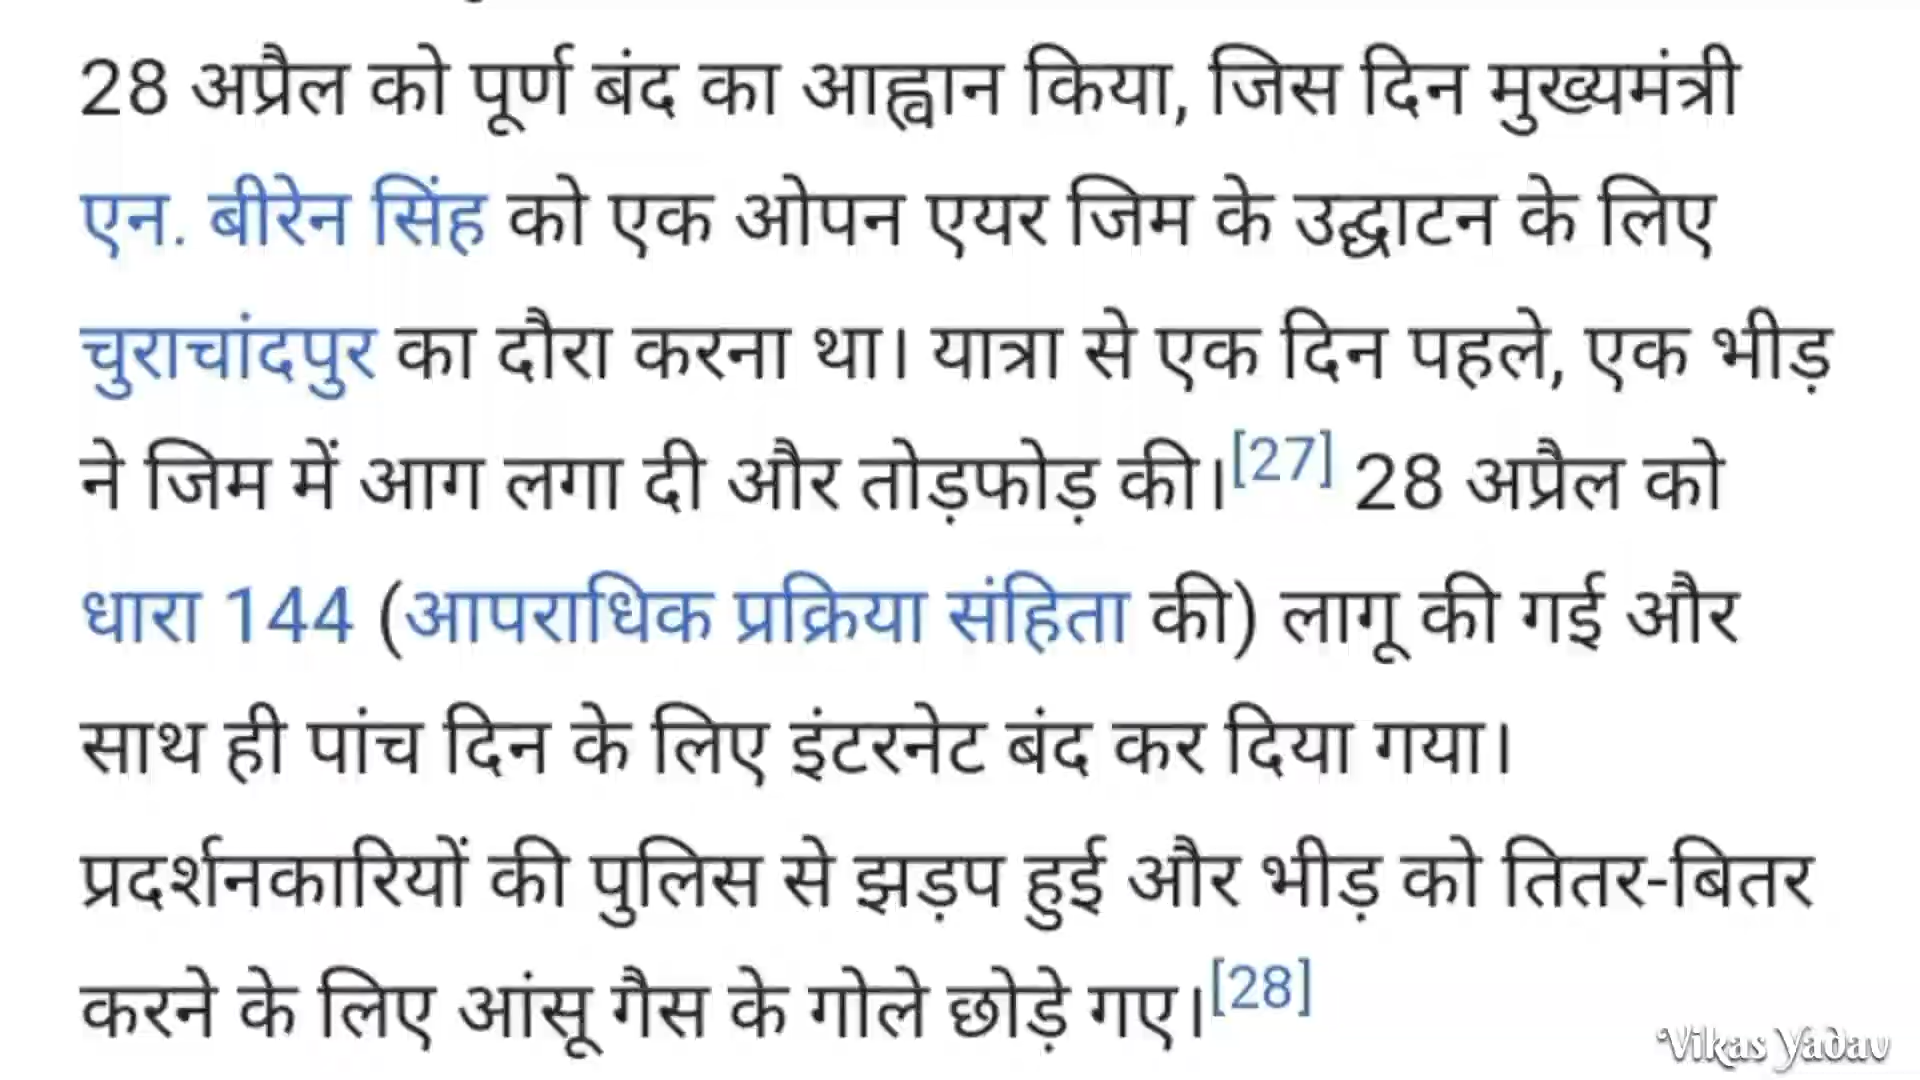 28 अप्रैल को पूर्ण बंद का आह्वान किया, जिस दिन मुख्यमंत्री
एन. बीरेन सिंह को एक ओपन एयर जिम के उद्घाटन के लिए
चुराचांदपुर का दौरा करना था। यात्रा से एक दिन पहले, एक भीड़
ने जिम में आग लगा दी और तोड़फोड़ की।[27] 28 अप्रैल को
धारा 144 (आपराधिक प्रक्रिया संहिता की) लागू की गई और
साथ ही पांच दिन के लिए इंटरनेट बंद कर दिया गया।
प्रदर्शनकारियों की पुलिस से झड़प हुई और भीड़ को तितर-बितर
करने के लिए आंसू गैस के गोले छोड़े गए।[28]
Vikas Yadav